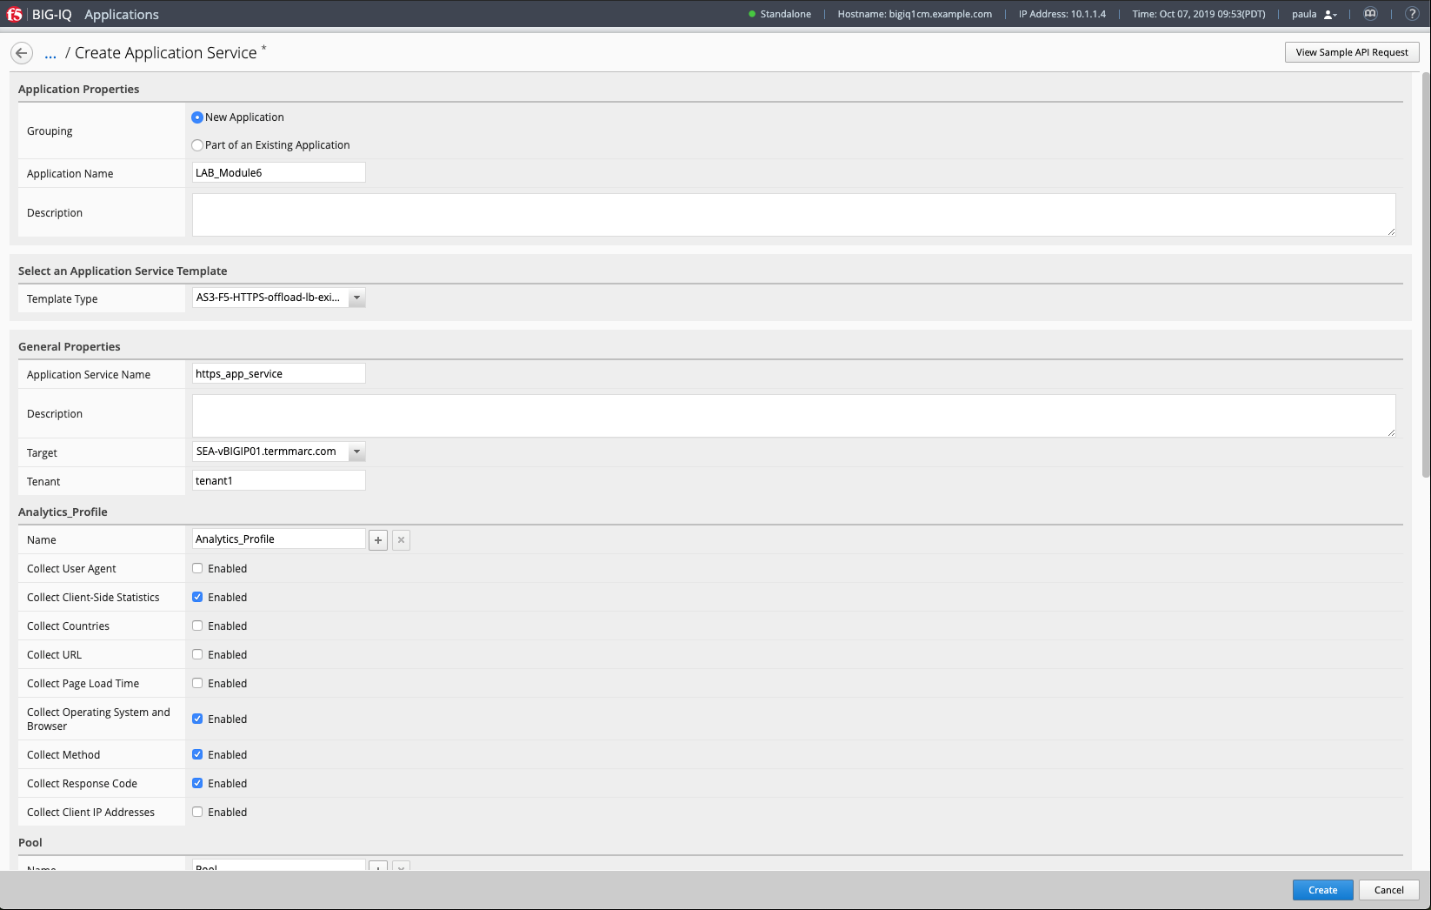 f5 BIG-IQ Applications Standalone Hostname: bigiq1cm.example.com IP Address: 10.1.1.4 Time: Oct 07, 2019 09:53(PDT) paula ?
... / Create Application Service * View Sample API Request
Application Properties
Grouping
New Application
Part of an Existing Application
Application Name LAB_Module6
Description
Select an Application Service Template
Template Type AS3-F5-HTTPS-offload-lb-exi...
General Properties
Application Service Name https_app_service
Description
Target SEA-vBIGIP01.termmarc.com
Tenant tenant1
Analytics_Profile
Name Analytics_Profile + ×
Collect User Agent Enabled
Collect Client-Side Statistics Enabled
Collect Countries Enabled
Collect URL Enabled
Collect Page Load Time Enabled
Collect Operating System and
Browser Enabled
Collect Method Enabled
Collect Response Code Enabled
Collect Client IP Addresses Enabled
Pool
Name Pool
Create Cancel